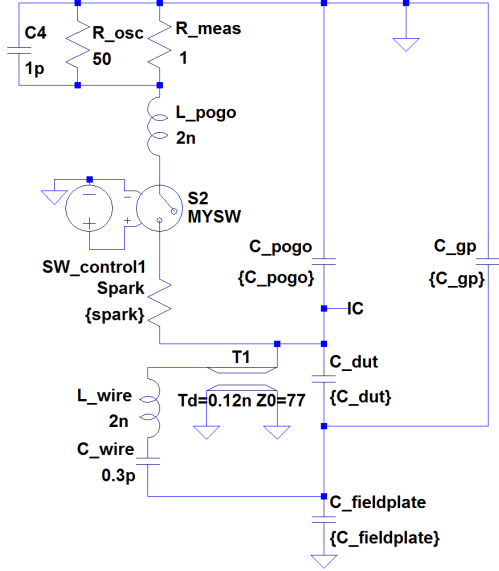 C4
1p
R_osc
50
R_meas
1
L_pogo
2n
S2
MYSW
SW_control1
Spark
{spark}
C_pogo
{C_pogo}
C_gp
{C_gp}
IC
T1
Td=0.12n Z0=77
C_dut
{C_dut}
L_wire
2n
C_wire
0.3p
C_fieldplate
{C_fieldplate}